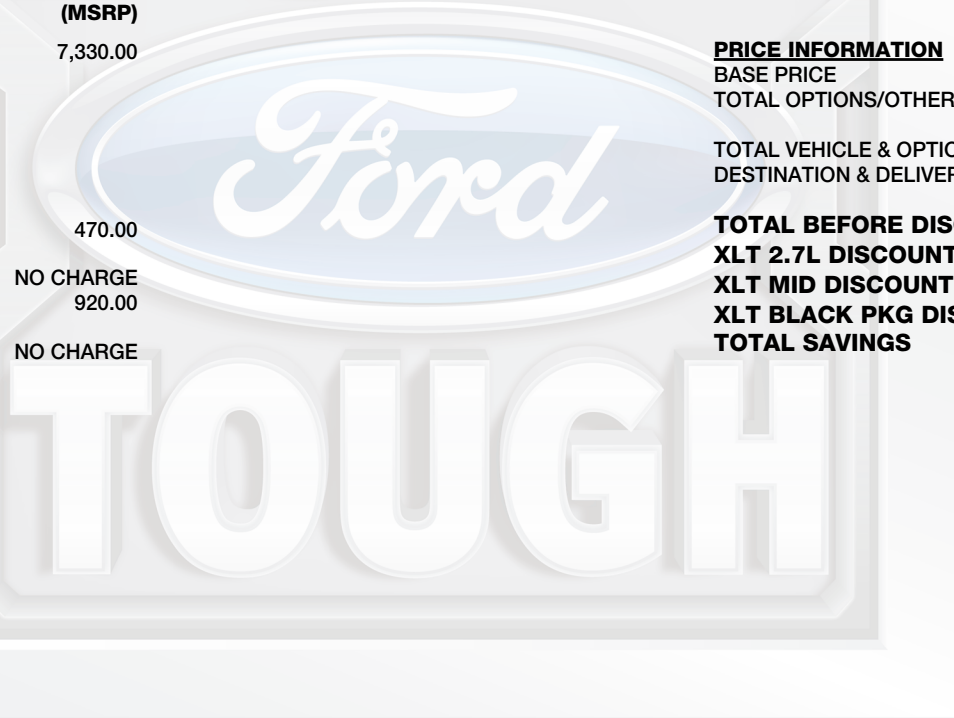 (MSRP)
7,330.00
470.00
NO CHARGE
920.00
NO CHARGE
PRICE INFORMATION
BASE PRICE
TOTAL OPTIONS/OTHER
TOTAL VEHICLE & OPTIO
DESTINATION & DELIVER
TOTAL BEFORE DIS
XLT 2.7L DISCOUNT
XLT MID DISCOUNT
XLT BLACK PKG DIS
TOTAL SAVINGS
Ford
TOUGH